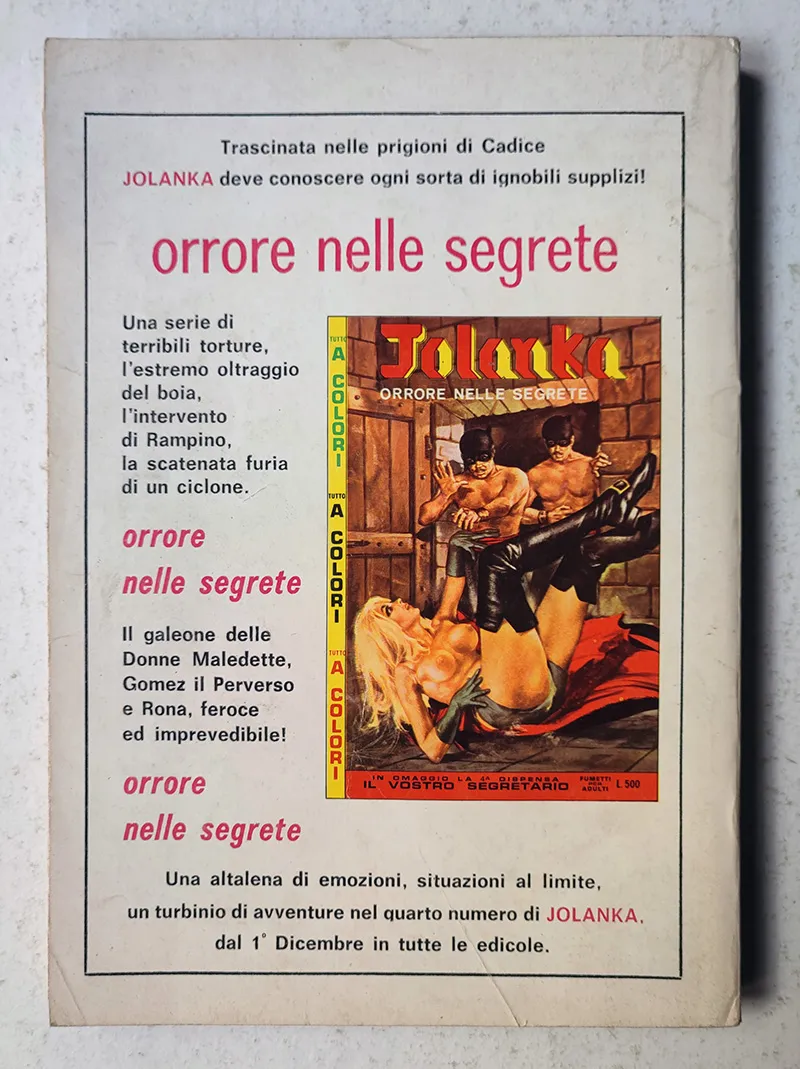 Trascinata nelle prigioni di Cadice
JOLANKA deve conoscere ogni sorta di ignobili supplizi!
orrore nelle segrete
Una serie di
terribili torture,
l'estremo oltraggio
del boia,
l'intervento
di Rampino,
la scatenata furia
di un ciclone.
orrore
nelle segrete
Il galeone delle
Donne Maledette,
Gomez il Perverso
e Rona, feroce
ed imprevedibile!
orrore
nelle segrete
TUTTO
A COLORI
TUTTO
A COLORI
TUTTO
A COLORI
Jolanka
ORRORE NELLE SEGRETE
IN OMAGGIO LA 4ª DISPENSA
IL VOSTRO SEGRETARIO
FUMETTI
PER
ADULTI
L.500
Una altalena di emozioni, situazioni al limite,
un turbinio di avventure nel quarto numero di JOLANKA,
dal 1° Dicembre in tutte le edicole.